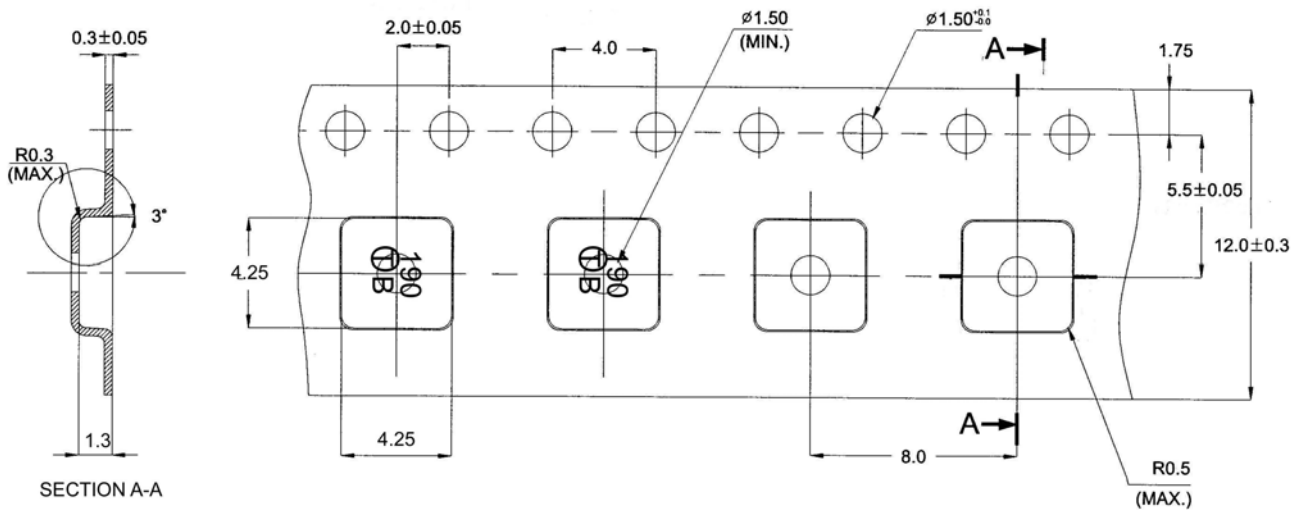 0.3±0.05
2.0±0.05
4.0
ø1.50
(MIN.)
ø1.50+0.1
-0.0
A
1.75
R0.3
(MAX.)
3°
5.5±0.05
12.0±0.3
4.25
190
T B
190
T B
1.3
4.25
8.0
A
R0.5
(MAX.)
SECTION A-A